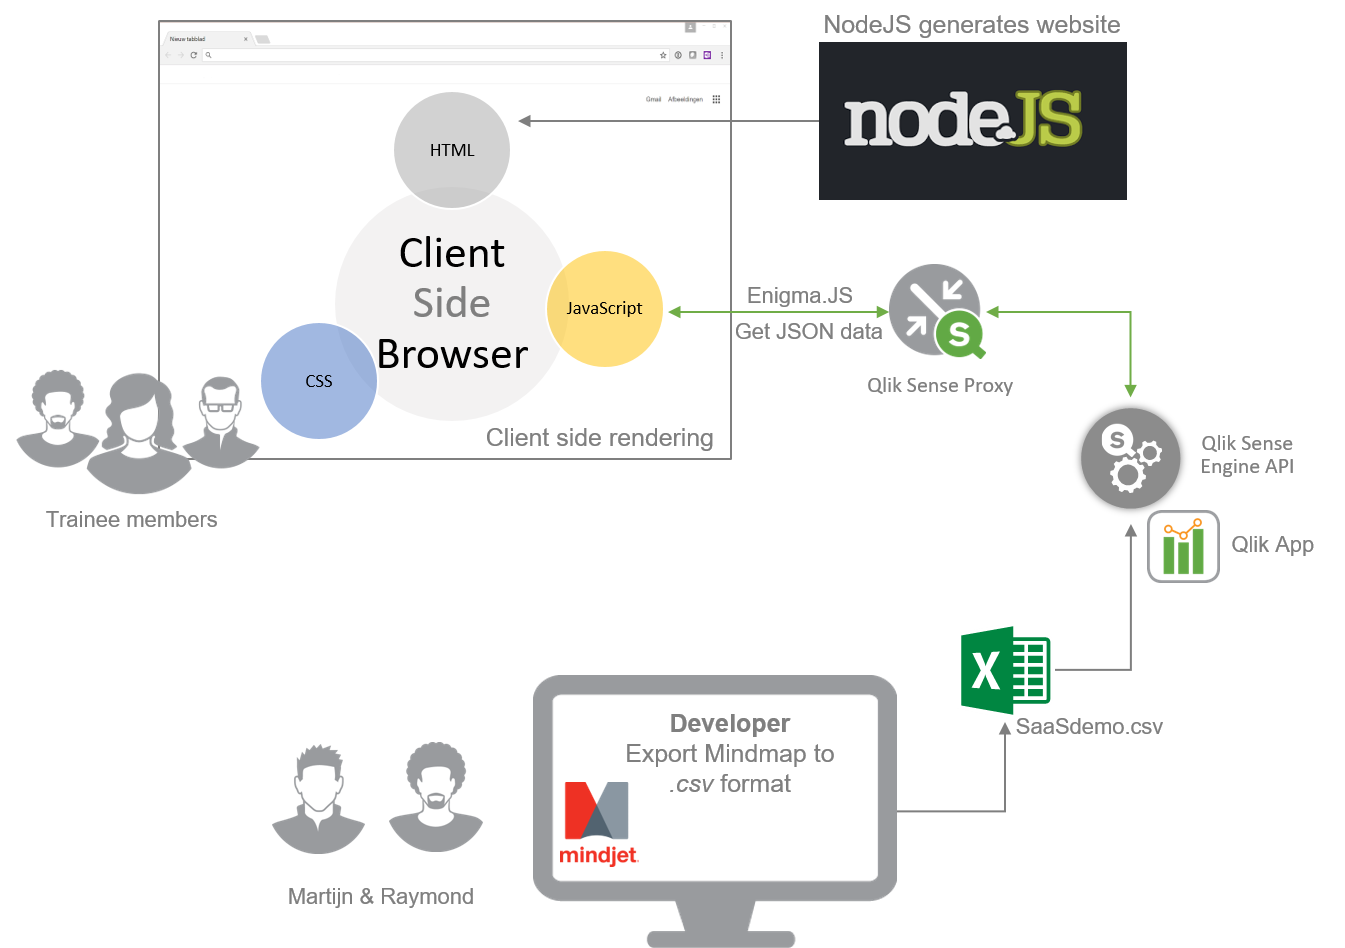 NodeJS generates website
Nieuw tabblad
Gmail Afbeeldingen
nodeJS
HTML
Client
Side
Browser
JavaScript
CSS
Enigma.JS
Get JSON data
S
Qlik Sense Proxy
Client side rendering
Trainee members
S
Qlik Sense
Engine API
Qlik App
X
SaaSdemo.csv
Developer
Export Mindmap to
.csv format
mindjet
Martijn & Raymond